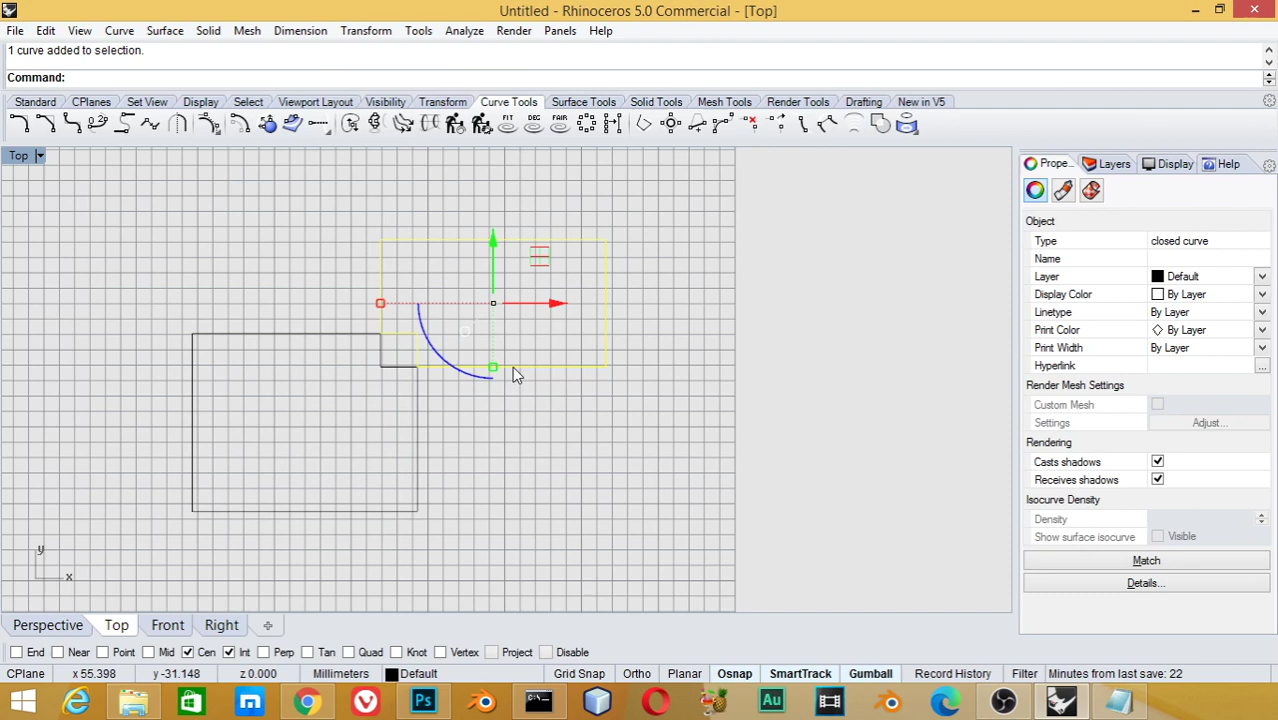 Untitled - Rhinoceros 5.0 Commercial - [Top]
File Edit View Curve Surface Solid Mesh Dimension Transform Tools Analyze Render Panels Help
1 curve added to selection.
Command:
Standard CPlanes Set View Display Select Viewport Layout Visibility Transform Curve Tools Surface Tools Solid Tools Mesh Tools Render Tools Drafting New in V5
FIT DEG FAIR
Top
Prope... Layers Display Help
Object
Type closed curve
Name
Layer Default
Display Color By Layer
Linetype By Layer
Print Color By Layer
Print Width By Layer
Hyperlink ...
Render Mesh Settings
Custom Mesh
Settings Adjust...
Rendering
Casts shadows
Receives shadows
Isocurve Density
Density
Show surface isocurve Visible
Match
Details...
y
x
Perspective Top Front Right
End Near Point Mid Cen Int Perp Tan Quad Knot Vertex Project Disable
CPlane x 55.398 y -31.148 z 0.000 Millimeters Default Grid Snap Ortho Planar Osnap SmartTrack Gumball Record History Filter Minutes from last save: 22
Ps Au